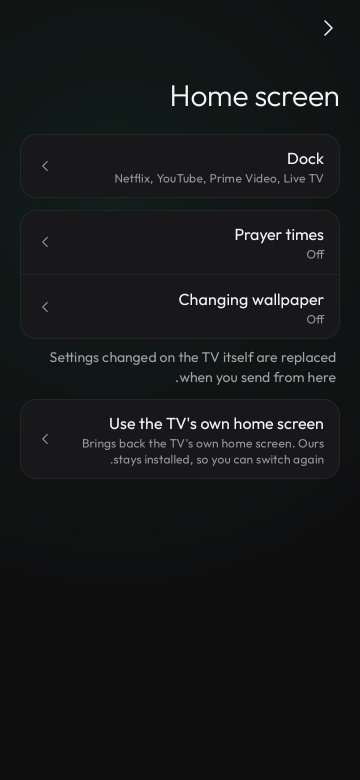 Home screen
Dock
Netflix, YouTube, Prime Video, Live TV
Prayer times
Off
Changing wallpaper
Off
Settings changed on the TV itself are replaced
when you send from here.
Use the TV's own home screen
Brings back the TV's own home screen. Ours
stays installed, so you can switch again.